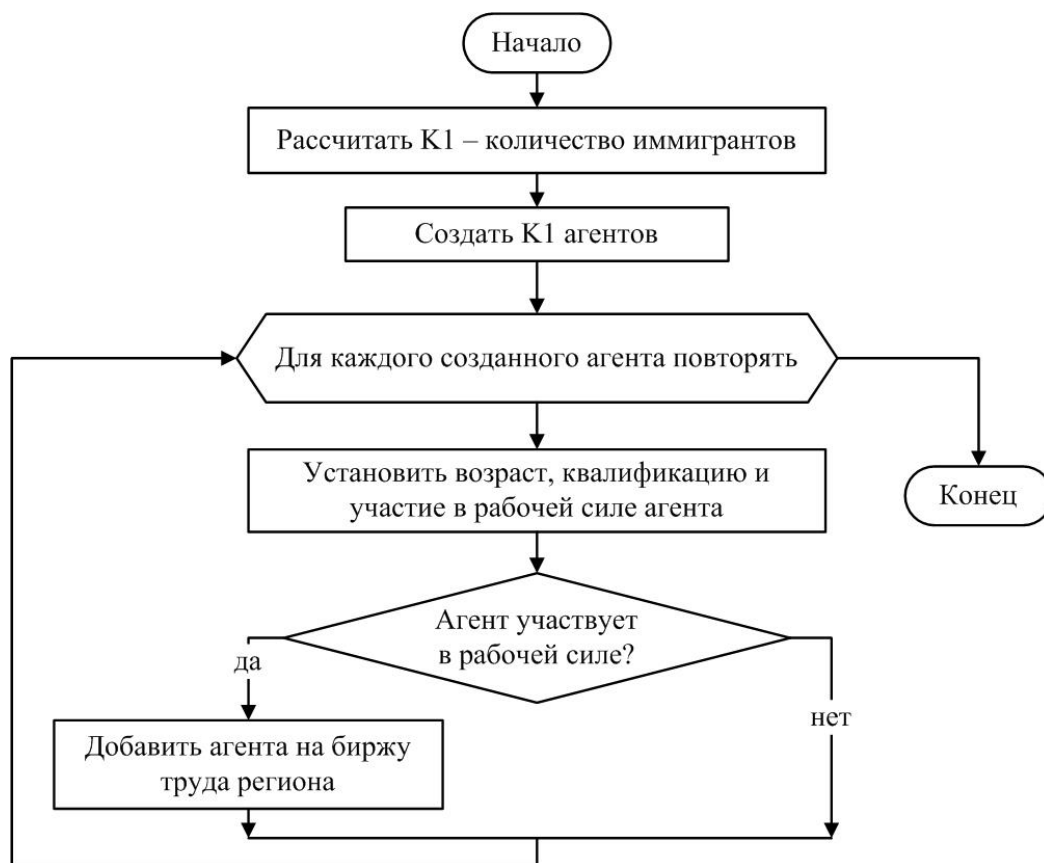 Начало
Рассчитать K1 – количество иммигрантов
Создать K1 агентов
Для каждого созданного агента повторять
Установить возраст, квалификацию и
участие в рабочей силе агента
Конец
Агент участвует
в рабочей силе?
да
нет
Добавить агента на биржу
труда региона